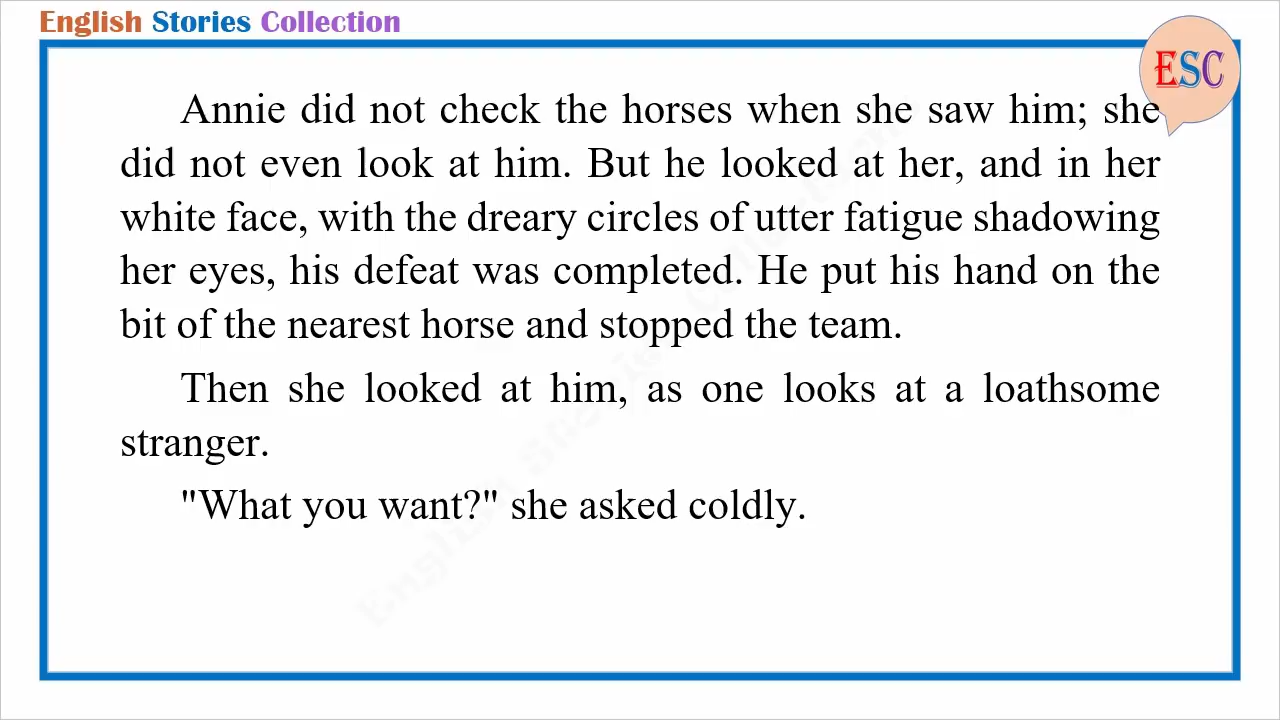 English Stories Collection
ESC
Annie did not check the horses when she saw him; she
did not even look at him. But he looked at her, and in her
white face, with the dreary circles of utter fatigue shadowing
her eyes, his defeat was completed. He put his hand on the
bit of the nearest horse and stopped the team.
Then she looked at him, as one looks at a loathsome
stranger.
"What you want?" she asked coldly.
English Stories Collections